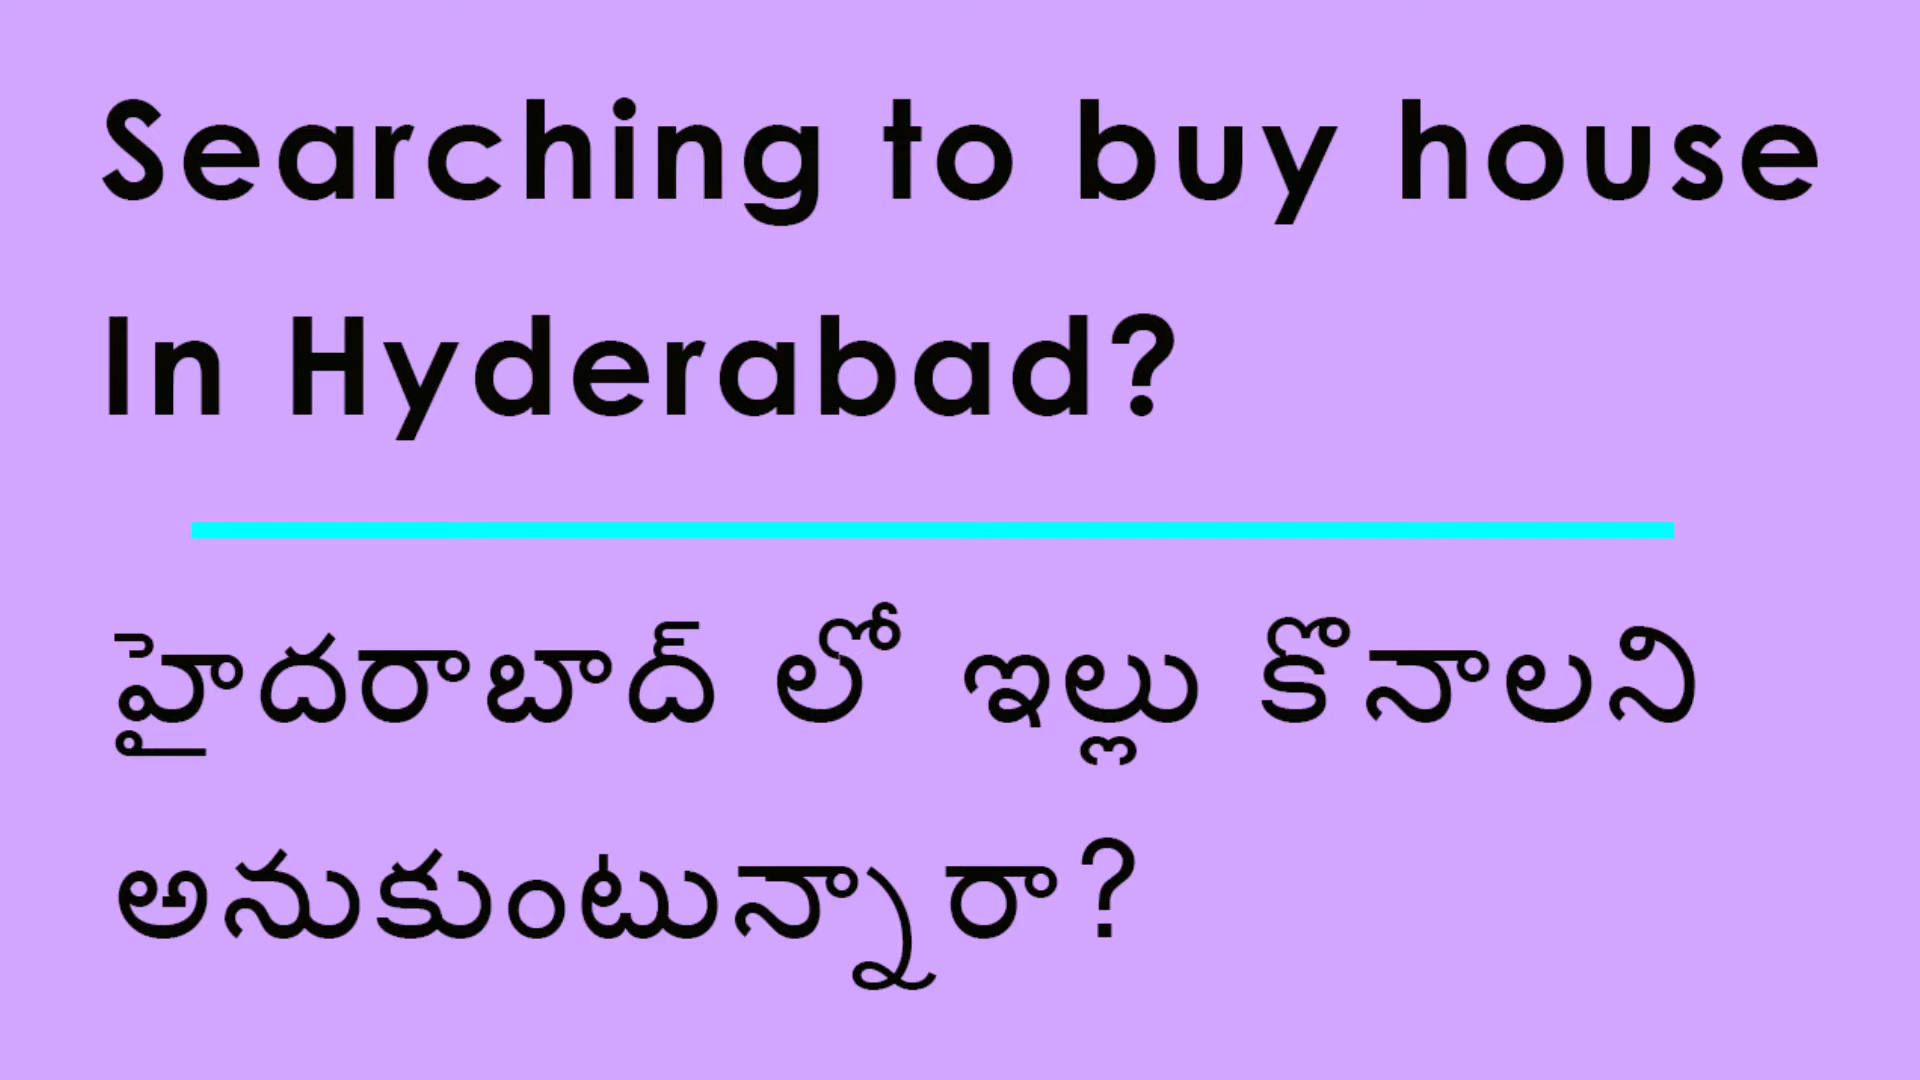 Searching to buy house
In Hyderabad?
హైదరాబాద్ లో ఇల్లు కొనాలని
అనుకుంటున్నారా?